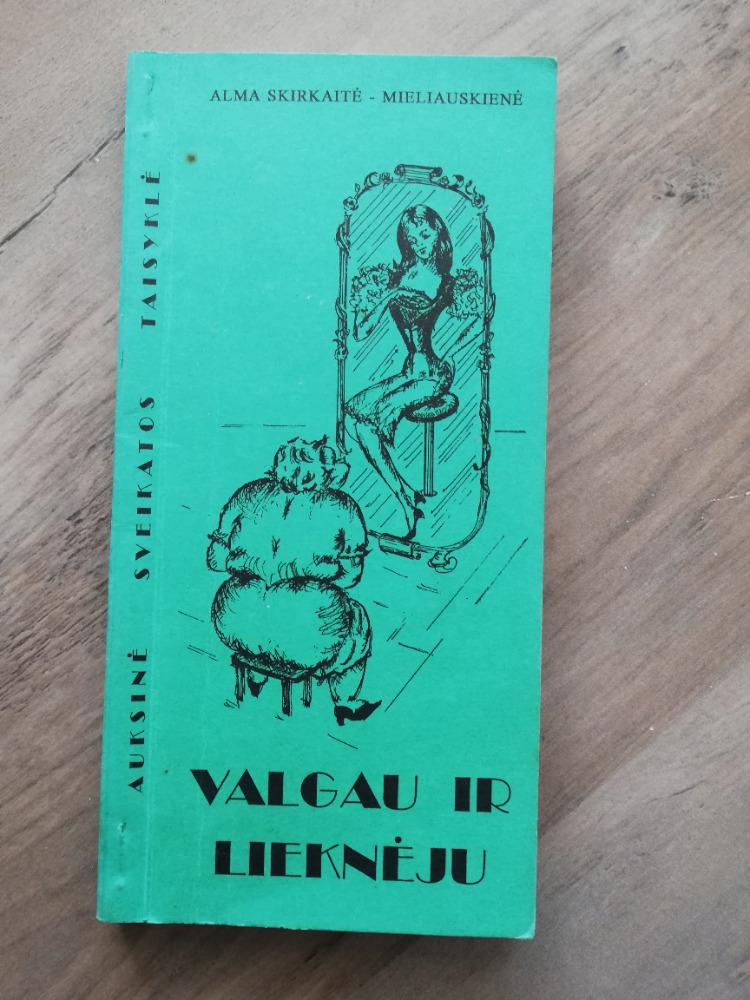 ALMA SKIRKAITĖ - MIELIAUSKIENĖ
AUKSINĖ SVEIKATOS TAISYKLĖ
VALGAU IR
LIEKNĖJU